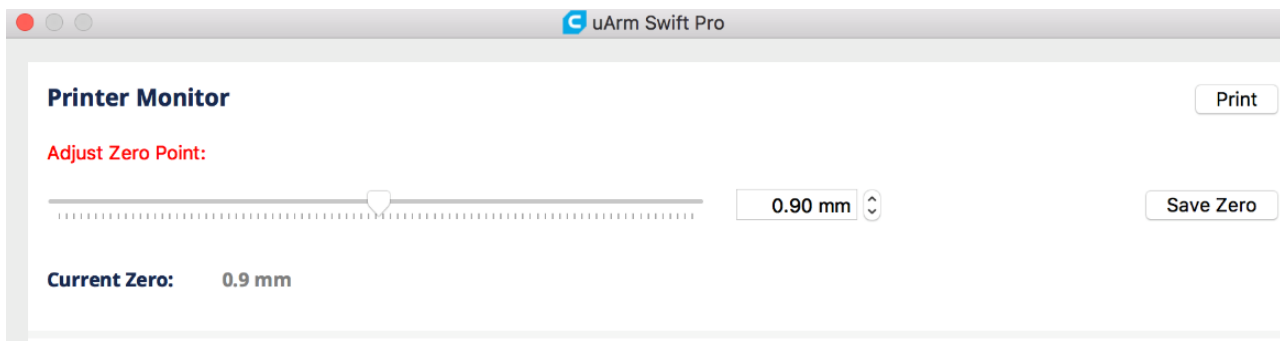 uArm Swift Pro
Printer Monitor
Print
Adjust Zero Point:
0.90 mm
Save Zero
Current Zero: 0.9 mm